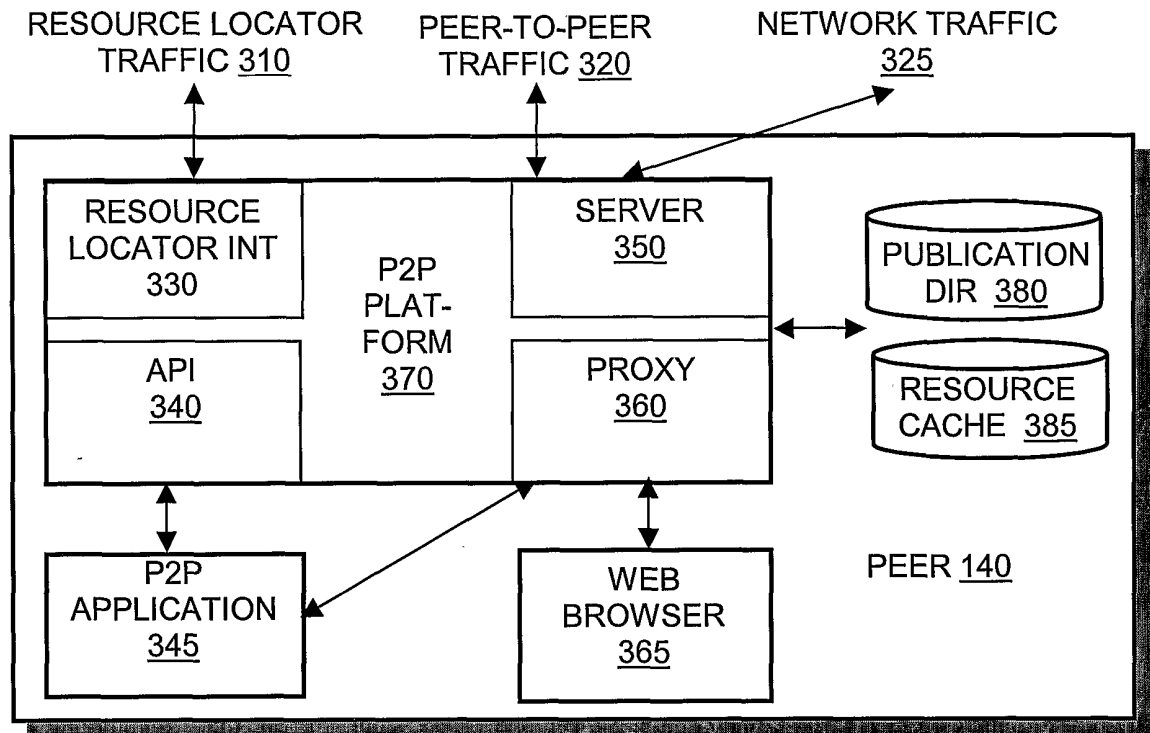 RESOURCE LOCATOR
TRAFFIC 310
PEER-TO-PEER
TRAFFIC 320
NETWORK TRAFFIC
325
RESOURCE
LOCATOR INT
330
P2P
PLAT-
FORM
370
SERVER
350
PUBLICATION
DIR 380
API
340
PROXY
360
RESOURCE
CACHE 385
P2P
APPLICATION
345
WEB
BROWSER
365
PEER 140